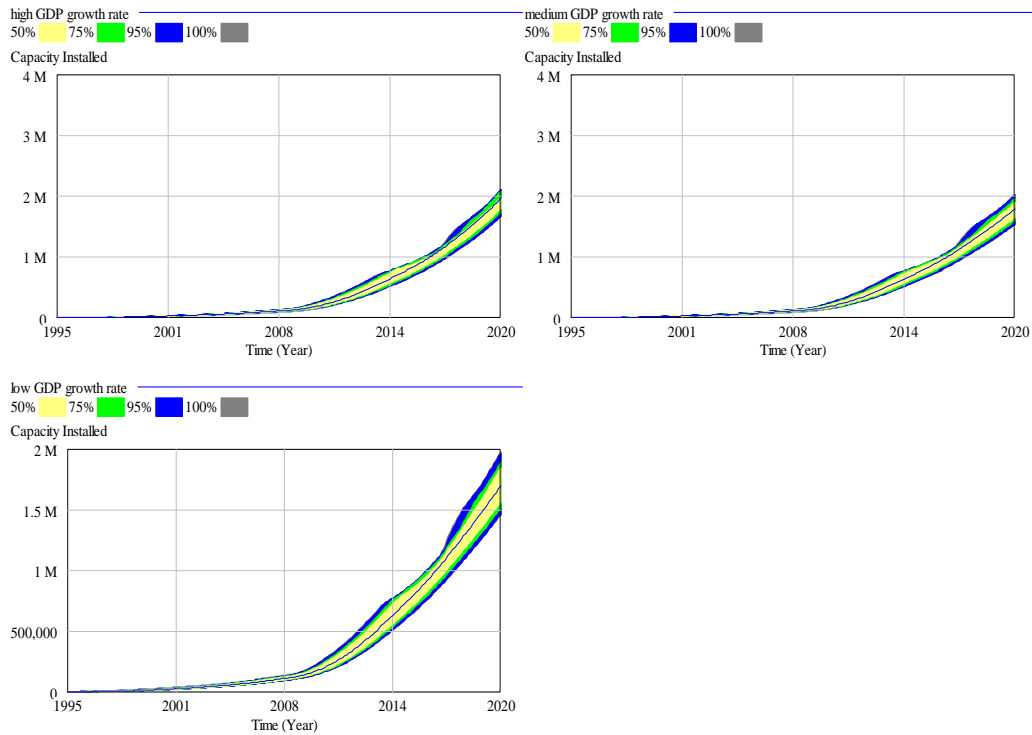 high GDP growth rate
50% 75% 95% 100%
Capacity Installed
4 M
3 M
2 M
1 M
0
1995 2001 2008 2014 2020
Time (Year)
medium GDP growth rate
50% 75% 95% 100%
Capacity Installed
4 M
3 M
2 M
1 M
0
1995 2001 2008 2014 2020
Time (Year)
low GDP growth rate
50% 75% 95% 100%
Capacity Installed
2 M
1.5 M
1 M
500,000
0
1995 2001 2008 2014 2020
Time (Year)